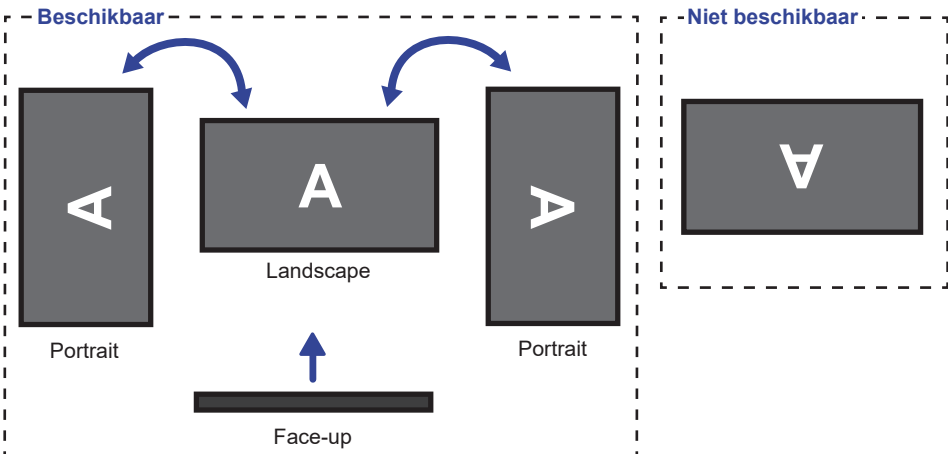 Beschikbaar
Niet beschikbaar
A
A
A
A
Landscape
Portrait
Portrait
Face-up